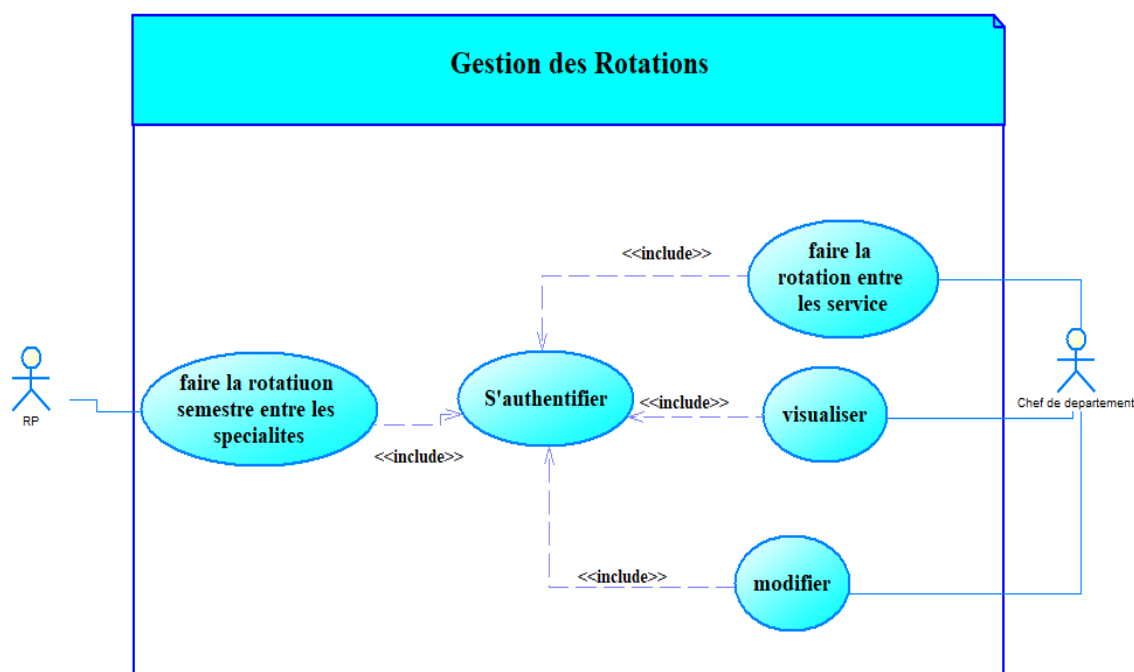 Gestion des Rotations
<<include>>
faire la
rotation entre
les service
RP
faire la rotatiuon
semestre entre les
specialites
<<include>>
S'authentifier
<<include>>
visualiser
Chef de departement
<<include>>
modifier